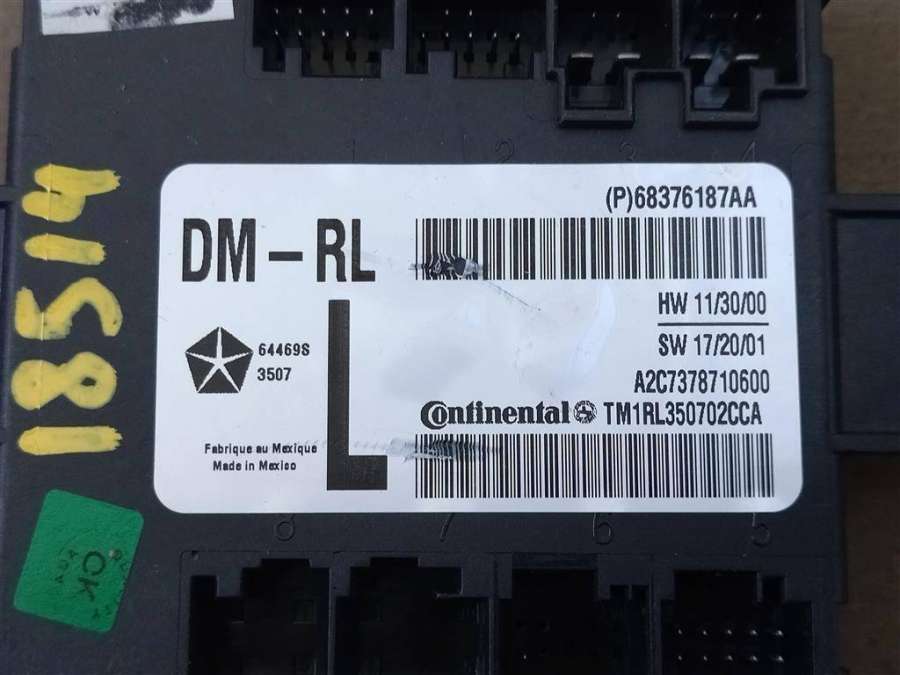 18514
1 2 3 4
(P)68376187AA
DM-RL
HW 11/30/00
SW 17/20/01
64469S
3507
L
A2C7378710600
Continental TM1RL350702CCA
Fabrique au Mexique
Made in Mexico
8 7 6 5
OK